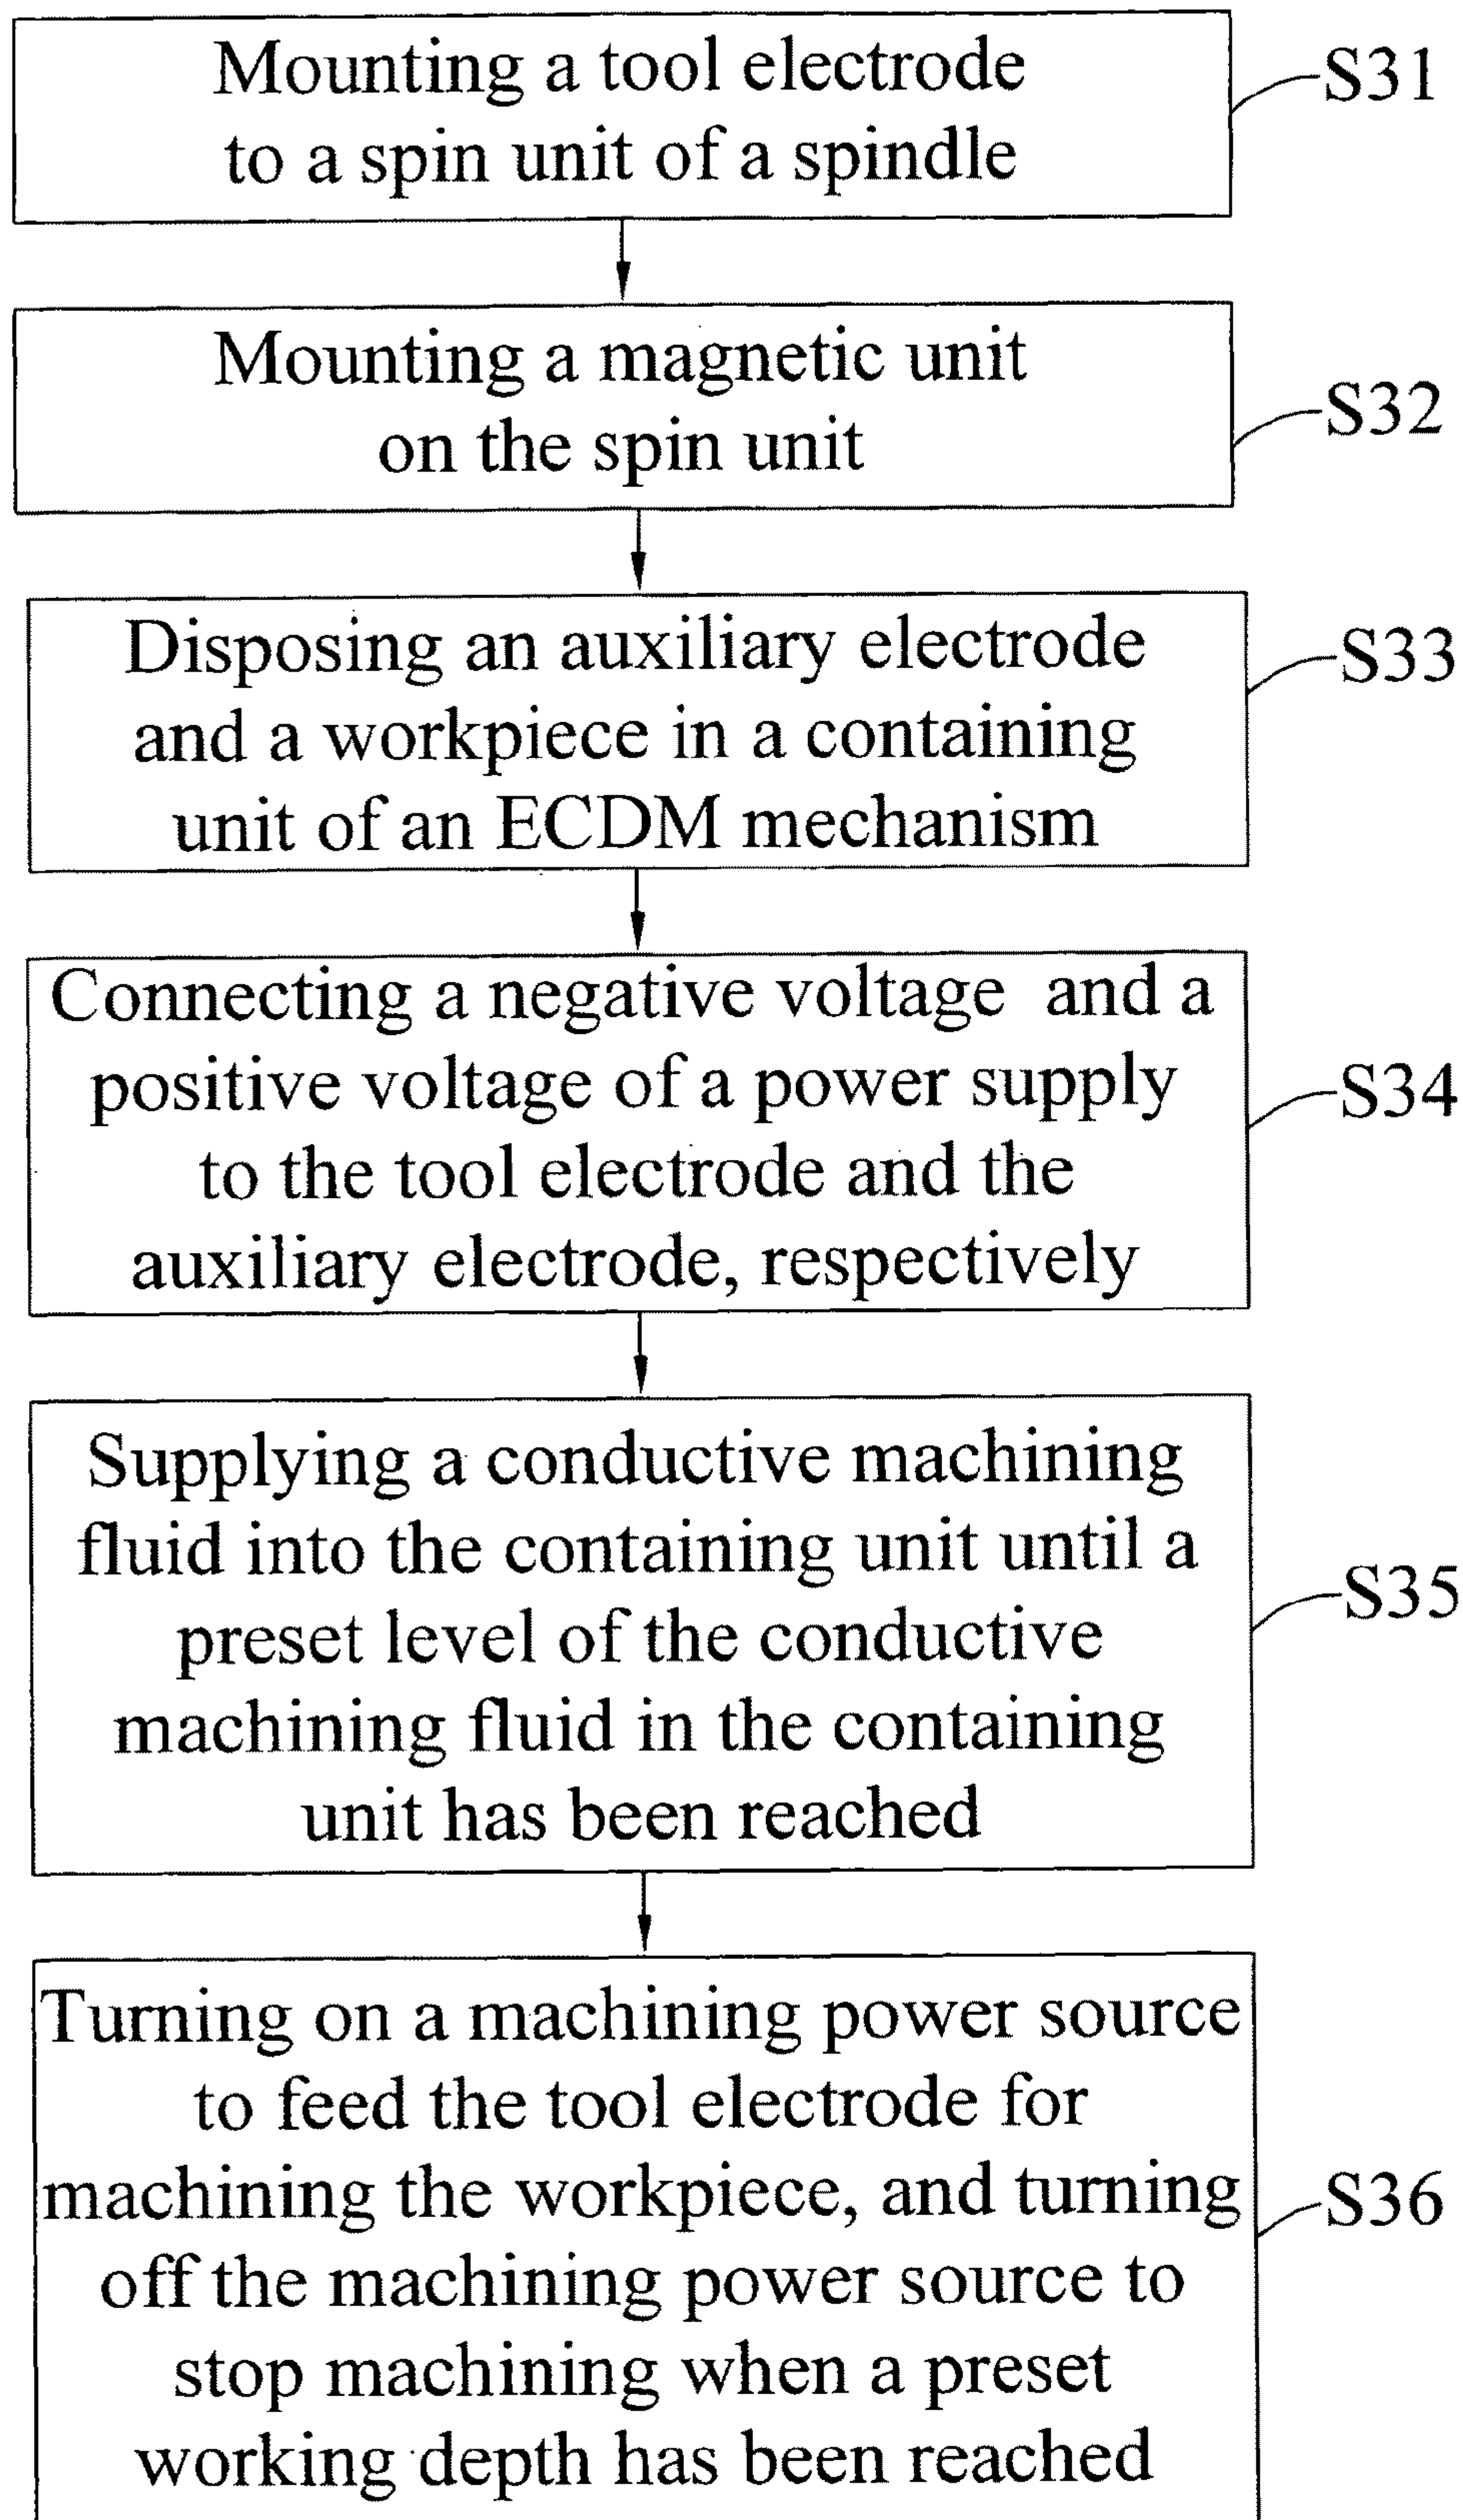 Mounting a tool electrode
to a spin unit of a spindle
S31
Mounting a magnetic unit
on the spin unit
S32
Disposing an auxiliary electrode
and a workpiece in a containing
unit of an ECDM mechanism
S33
Connecting a negative voltage and a
positive voltage of a power supply
to the tool electrode and the
auxiliary electrode, respectively
S34
Supplying a conductive machining
fluid into the containing unit until a
preset level of the conductive
machining fluid in the containing
unit has been reached
S35
Turning on a machining power source
to feed the tool electrode for
machining the workpiece, and turning
off the machining power source to
stop machining when a preset
working depth has been reached
S36